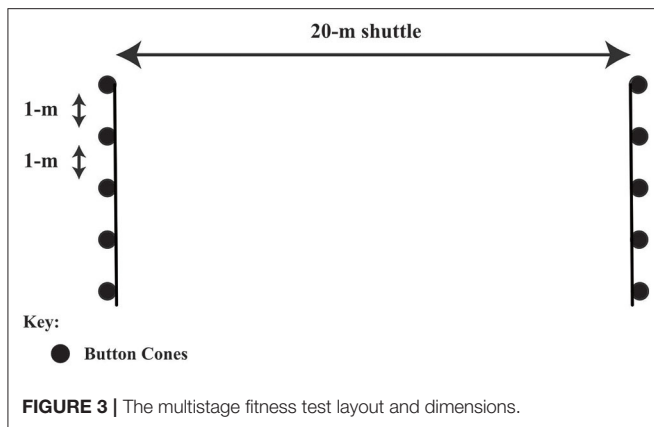 20-m shuttle
1-m
1-m
Key:
Button Cones
FIGURE 3 | The multistage fitness test layout and dimensions.